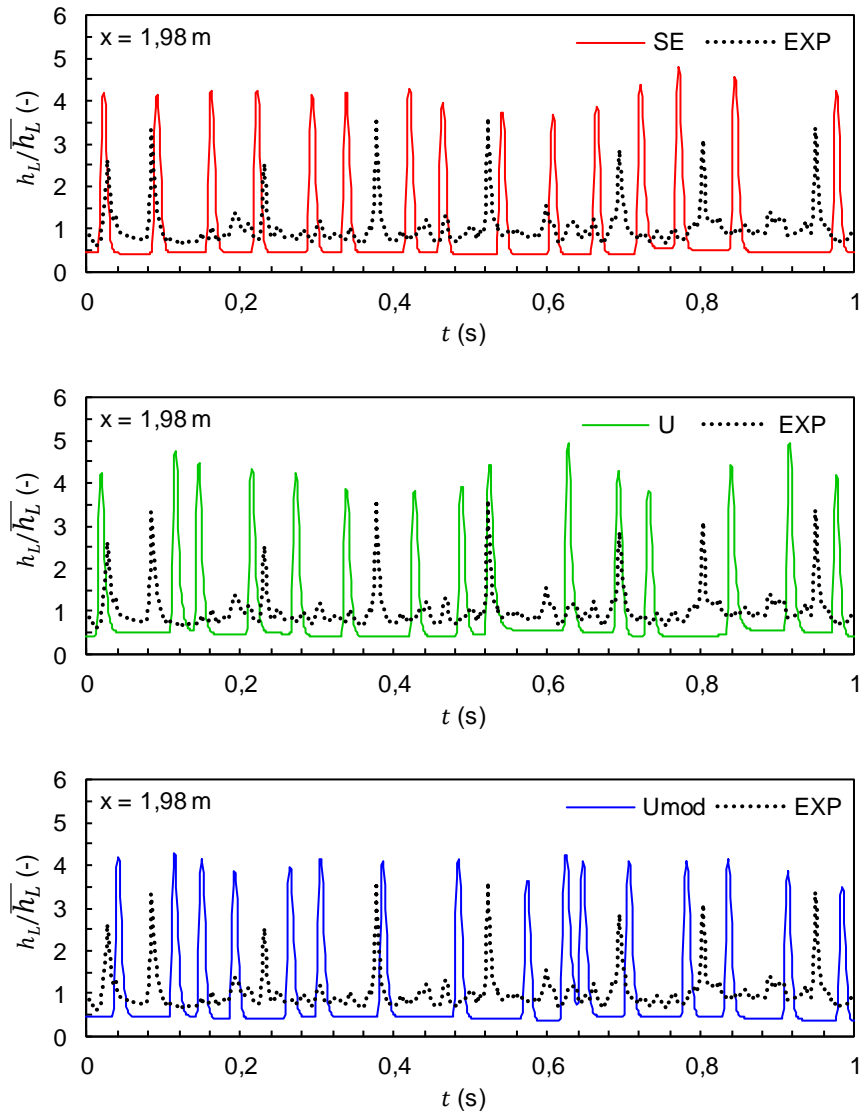 6
x = 1,98 m
SE
EXP
5
4
3
2
1
0
h_L/\overline{h_L} (-)
0 0,2 0,4 0,6 0,8 1
t (s)
6
x = 1,98 m
U
EXP
5
4
3
2
1
0
h_L/\overline{h_L} (-)
0 0,2 0,4 0,6 0,8 1
t (s)
6
x = 1,98 m
Umod
EXP
5
4
3
2
1
0
h_L/\overline{h_L} (-)
0 0,2 0,4 0,6 0,8 1
t (s)